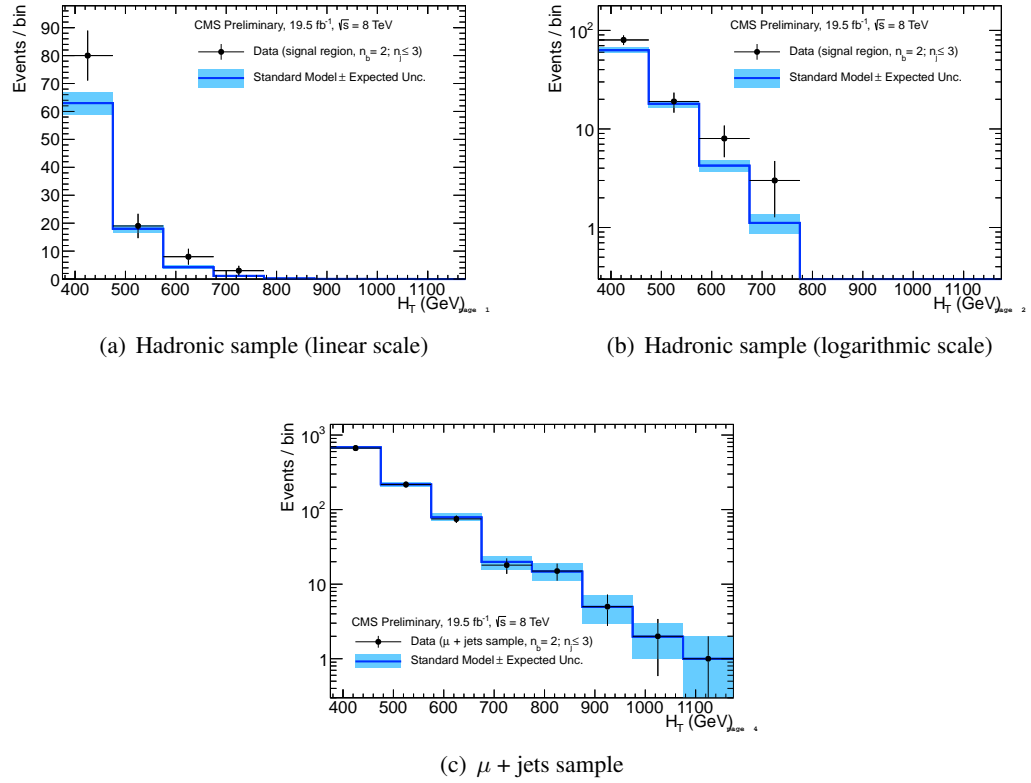 CMS Preliminary, 19.5 fb⁻¹, √s = 8 TeV
Data (signal region, n_b = 2; n_j ≤ 3)
Standard Model ± Expected Unc.
Events / bin
90
80
70
60
50
40
30
20
10
0
400 500 600 700 800 900 1000 1100
H_T (GeV)
page 1
(a) Hadronic sample (linear scale)
CMS Preliminary, 19.5 fb⁻¹, √s = 8 TeV
Data (signal region, n_b = 2; n_j ≤ 3)
Standard Model ± Expected Unc.
Events / bin
10²
10
1
400 500 600 700 800 900 1000 1100
H_T (GeV)
page 2
(b) Hadronic sample (logarithmic scale)
Events / bin
10³
10²
10
1
CMS Preliminary, 19.5 fb⁻¹, √s = 8 TeV
Data (μ + jets sample, n_b = 2; n_j ≤ 3)
Standard Model ± Expected Unc.
400 500 600 700 800 900 1000 1100
H_T (GeV)
page 4
(c) μ + jets sample